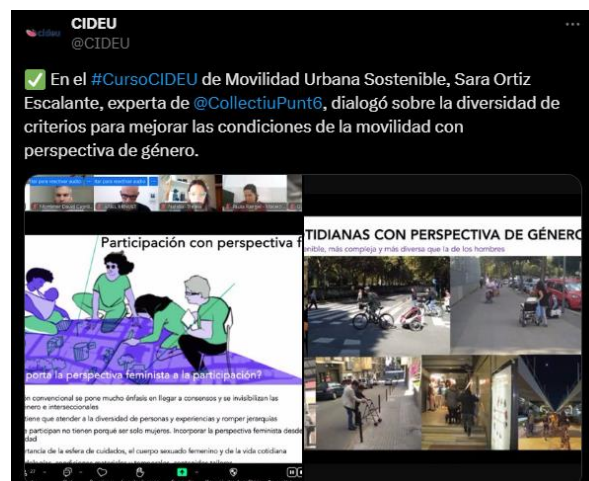 CIDEU
@CIDEU
✅ En el #CursoCIDEU de Movilidad Urbana Sostenible, Sara Ortiz
Escalante, experta de @CollectiuPunt6, dialogó sobre la diversidad de
criterios para mejorar las condiciones de la movilidad con
perspectiva de género.
Participación con perspectiva f
porta la perspectiva feminista a la participación?
n convencional se pone mucho énfasis en llegar a consensos y se invisibilizan las
énero e interseccionales
tiene que atender a la diversidad de personas y experiencias y romper jerarquías
participan no tienen porqué ser solo mujeres. Incorporar la perspectiva feminista desde
dad
rtancia de la esfera de cuidados, el cuerpo sexuado femenino y de la vida cotidiana
TIDIANAS CON PERSPECTIVA DE GÉNERO
nible, más compleja y más diversa que la de los hombres